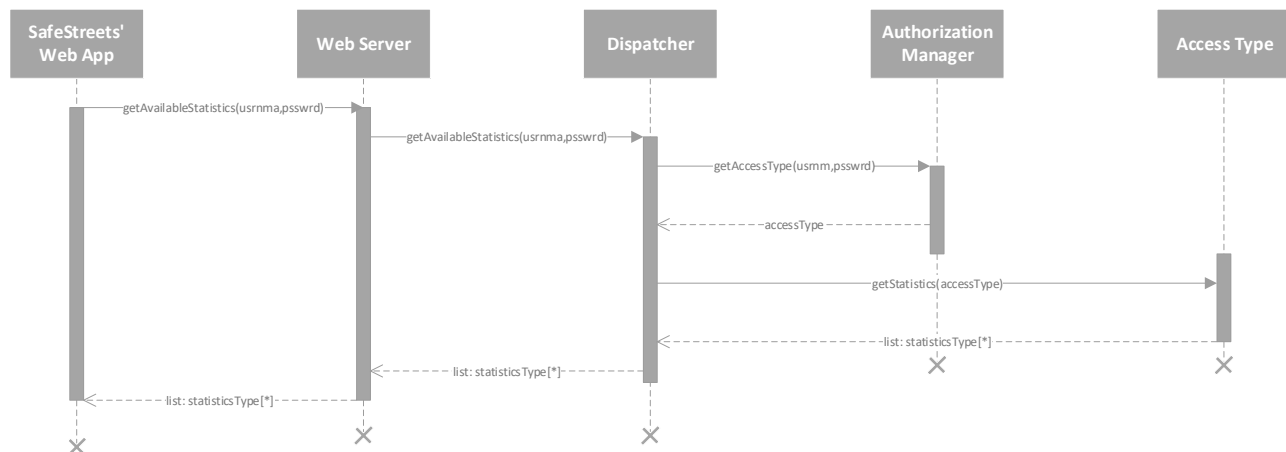 SafeStreets'
Web App
Web Server
Dispatcher
Authorization
Manager
Access Type
getAvailableStatistics(usrnma,psswrd)
getAvailableStatistics(usrnma,psswrd)
getAccessType(usrnm,psswrd)
accessType
getStatistics(accessType)
list: statisticsType[*]
list: statisticsType[*]
list: statisticsType[*]